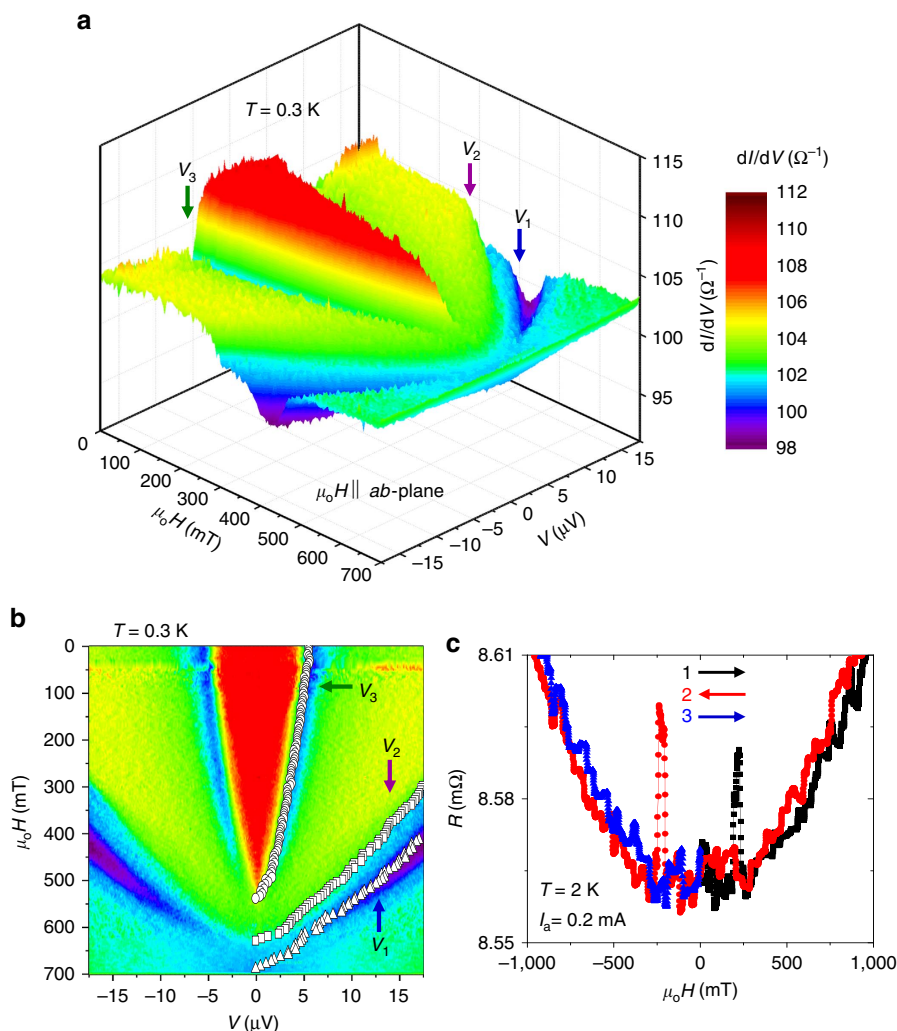 a
T = 0.3 K
V3
V2
V1
115
110
105
100
95
dI/dV (Ω−1)
dI/dV (Ω−1)
112
110
108
106
104
102
100
98
0
100
200
300
400
500
600
700
μoH (mT)
μoH || ab-plane
−15
−10
−5
0
5
10
15
V (μV)
b
T = 0.3 K
0
100
200
300
400
500
600
700
μoH (mT)
V3
V2
V1
−15
−10
−5
0
5
10
15
V (μV)
c
8.61
8.58
8.55
R (mΩ)
1
2
3
T = 2 K
Ia = 0.2 mA
−1,000
−500
0
500
1,000
μoH (mT)